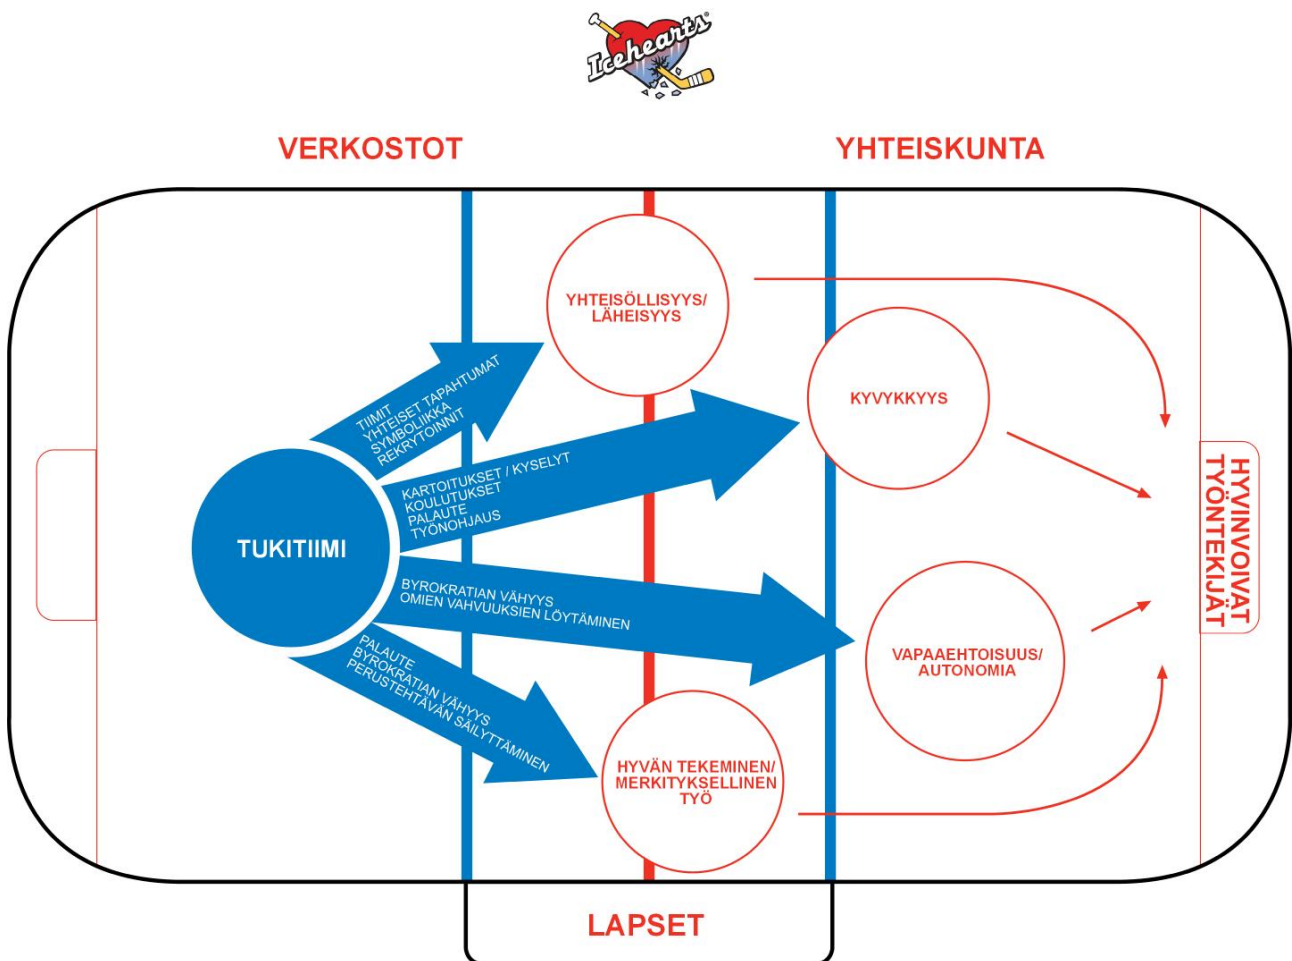 Icehearts®
VERKOSTOT
YHTEISKUNTA
YHTEISÖLLISYYS/
LÄHEISYYS
TIIMIT
YHTEISET TAPAHTUMAT
SYMBOLIIKKA
REKRYTOINNIT
KYVYKKYYS
KARTOITUKSET / KYSELYT
KOULUTUKSET
PALAUTE
TYÖNOHJAUS
TUKITIIMI
HYVINVOIVAT
TYÖNTEKIJÄT
BYROKRATIAN VÄHYYS
OMIEN VAHVUUKSIEN LÖYTÄMINEN
VAPAAEHTOISUUS/
AUTONOMIA
PALAUTE
BYROKRATIAN VÄHYYS
PERUSTEHTÄVÄN SÄILYTTÄMINEN
HYVÄN TEKEMINEN/
MERKITYKSELLINEN
TYÖ
LAPSET